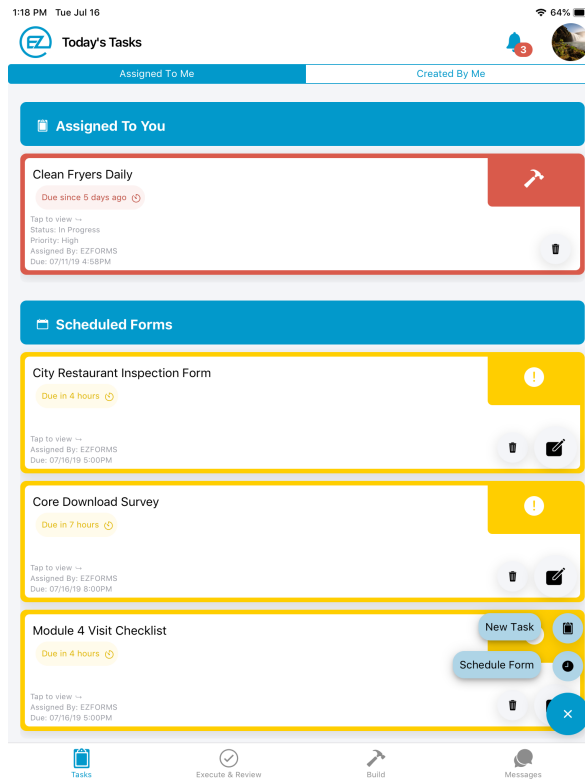 1:18 PM Tue Jul 16
64%
EZ
Today's Tasks
3
Assigned To Me
Created By Me
Assigned To You
Clean Fryers Daily
Due since 5 days ago
Tap to view →
Status: In Progress
Priority: High
Assigned By: EZFORMS
Due: 07/11/19 4:58PM
Scheduled Forms
City Restaurant Inspection Form
!
Due in 4 hours
Tap to view →
Assigned By: EZFORMS
Due: 07/16/19 5:00PM
Core Download Survey
!
Due in 7 hours
Tap to view →
Assigned By: EZFORMS
Due: 07/16/19 8:00PM
Module 4 Visit Checklist
New Task
Due in 4 hours
Schedule Form
Tap to view →
Assigned By: EZFORMS
Due: 07/16/19 5:00PM
Tasks
Execute & Review
Build
Messages